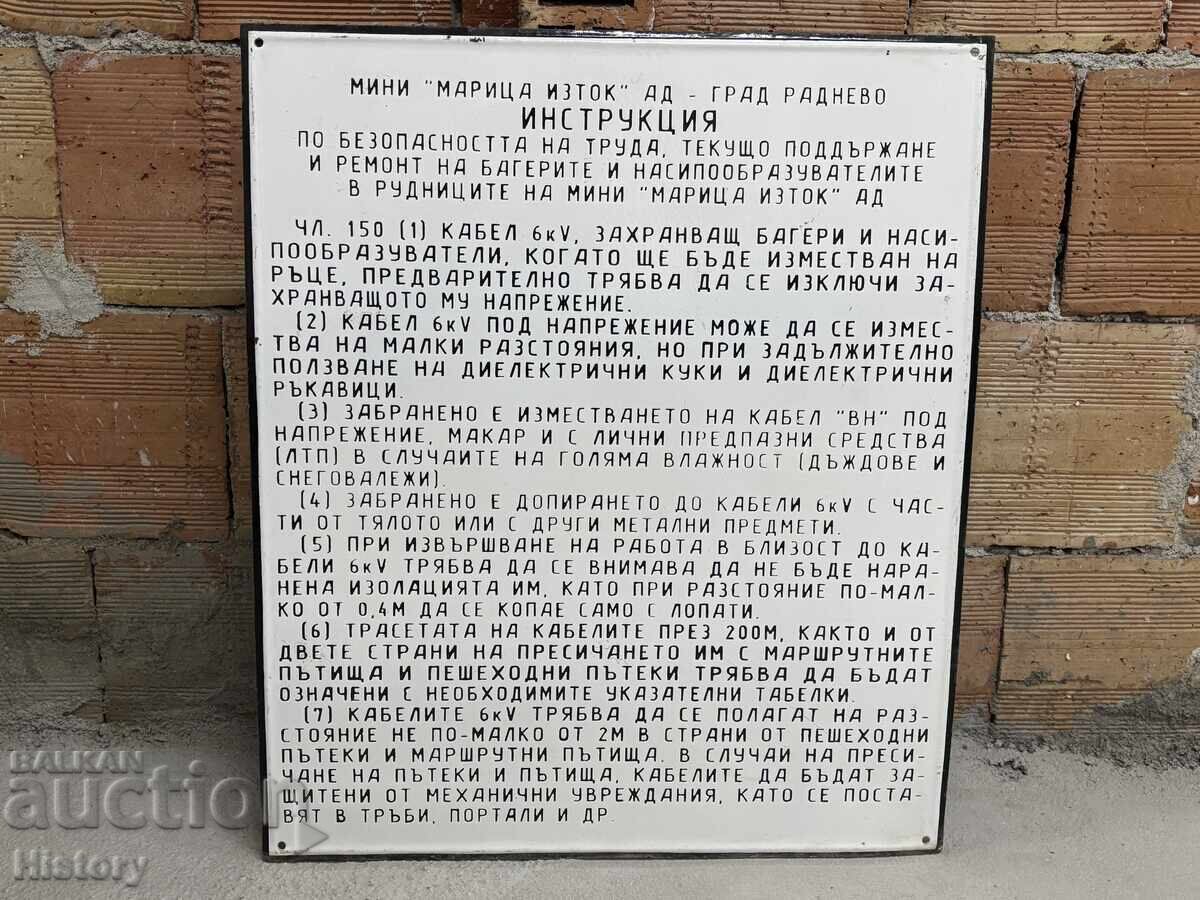 МИНИ "МАРИЦА ИЗТОК" АД - ГРАД РАДНЕВО
ИНСТРУКЦИЯ
ПО БЕЗОПАСНОСТТА НА ТРУДА, ТЕКУЩО ПОДДЪРЖАНЕ
И РЕМОНТ НА БАГЕРИТЕ И НАСИПООБРАЗУВАТЕЛИТЕ
В РУДНИЦИТЕ НА МИНИ "МАРИЦА ИЗТОК" АД
ЧЛ. 150 (1) КАБЕЛ 6кV, ЗАХРАНВАЩ БАГЕРИ И НАСИ-
ПООБРАЗУВАТЕЛИ, КОГАТО ЩЕ БЪДЕ ИЗМЕСТВАН НА
РЪЦЕ, ПРЕДВАРИТЕЛНО ТРЯБВА ДА СЕ ИЗКЛЮЧИ ЗА-
ХРАНВАЩОТО МУ НАПРЕЖЕНИЕ.
(2) КАБЕЛ 6кV ПОД НАПРЕЖЕНИЕ МОЖЕ ДА СЕ ИЗМЕС-
ТВА НА МАЛКИ РАЗСТОЯНИЯ, НО ПРИ ЗАДЪЛЖИТЕЛНО
ПОЛЗВАНЕ НА ДИЕЛЕКТРИЧНИ КУКИ И ДИЕЛЕКТРИЧНИ
РЪКАВИЦИ.
(3) ЗАБРАНЕНО Е ИЗМЕСТВАНЕТО НА КАБЕЛ "ВН" ПОД
НАПРЕЖЕНИЕ, МАКАР И С ЛИЧНИ ПРЕДПАЗНИ СРЕДСТВА
(ЛТП) В СЛУЧАИТЕ НА ГОЛЯМА ВЛАЖНОСТ (ДЪЖДОВЕ И
СНЕГОВАЛЕЖИ).
(4) ЗАБРАНЕНО Е ДОПИРАНЕТО ДО КАБЕЛИ 6кV С ЧАС-
ТИ ОТ ТЯЛОТО ИЛИ С ДРУГИ МЕТАЛНИ ПРЕДМЕТИ.
(5) ПРИ ИЗВЪРШВАНЕ НА РАБОТА В БЛИЗОСТ ДО КА-
БЕЛИ 6кV ТРЯБВА ДА СЕ ВНИМАВА ДА НЕ БЪДЕ НАРА-
НЕНА ИЗОЛАЦИЯТА ИМ, КАТО ПРИ РАЗСТОЯНИЕ ПО-МАЛ-
КО ОТ 0,4М ДА СЕ КОПАЕ САМО С ЛОПАТИ.
(6) ТРАСЕТАТА НА КАБЕЛИТЕ ПРЕЗ 200М, КАКТО И ОТ
ДВЕТЕ СТРАНИ НА ПРЕСИЧАНЕТО ИМ С МАРШРУТНИТЕ
ПЪТИЩА И ПЕШЕХОДНИ ПЪТЕКИ ТРЯБВА ДА БЪДАТ
ОЗНАЧЕНИ С НЕОБХОДИМИТЕ УКАЗАТЕЛНИ ТАБЕЛКИ.
(7) КАБЕЛИТЕ 6кV ТРЯБВА ДА СЕ ПОЛАГАТ НА РАЗ-
СТОЯНИЕ НЕ ПО-МАЛКО ОТ 2М В СТРАНИ ОТ ПЕШЕХОДНИ
ПЪТЕКИ И МАРШРУТНИ ПЪТИЩА. В СЛУЧАИ НА ПРЕСИ-
ЧАНЕ НА ПЪТЕКИ И ПЪТИЩА, КАБЕЛИТЕ ДА БЪДАТ ЗА-
ЩИТЕНИ ОТ МЕХАНИЧНИ УВРЕЖДАНИЯ, КАТО СЕ ПОСТА-
ВЯТ В ТРЪБИ, ПОРТАЛИ И ДР.
BALKAN
auction
History